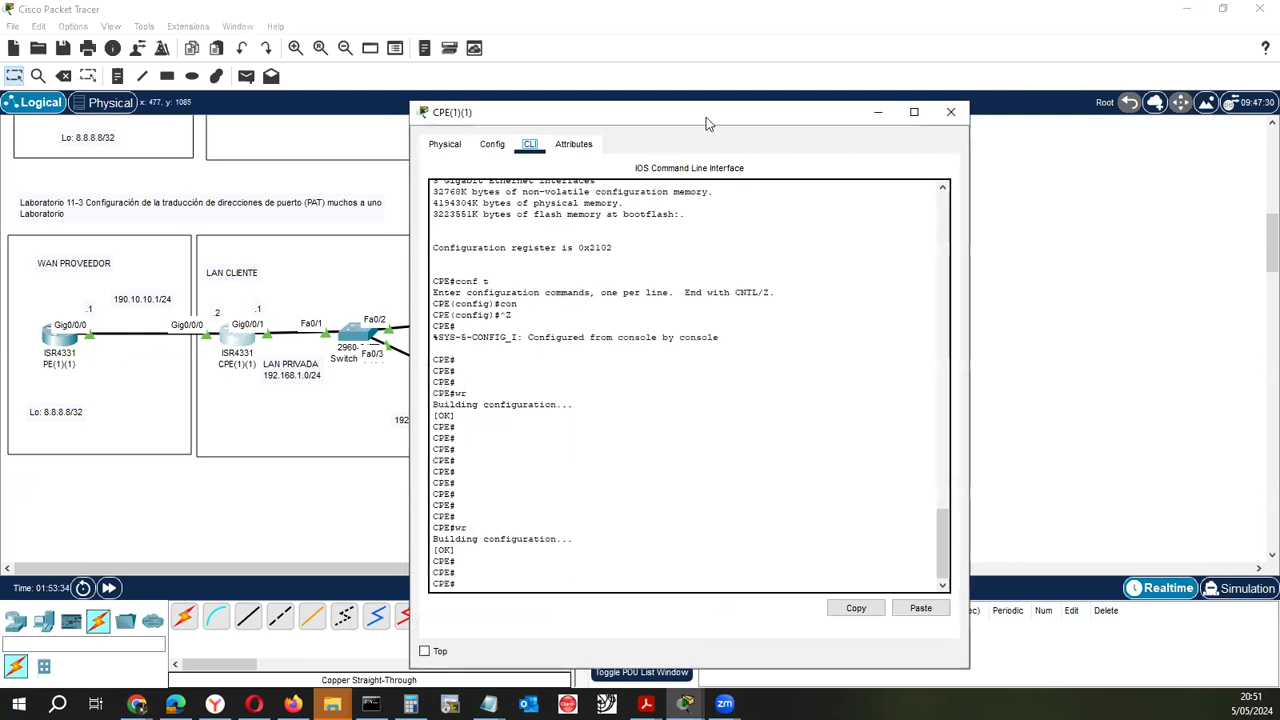 Cisco Packet Tracer
File Edit Options View Tools Extensions Window Help
Logical Physical x: 477, y: 1085 Root 09:47:30
Lo: 8.8.8.8/32
Laboratorio 11-3 Configuración de la traducción de direcciones de puerto (PAT) muchos a uno
Laboratorio
WAN PROVEEDOR
LAN CLIENTE
190.10.10.1/24
.1 .2 .1
Gig0/0/0 Gig0/0/0 Gig0/0/1 Fa0/1 Fa0/2
ISR4331
PE(1)(1)
ISR4331
CPE(1)(1)
2960-
Switch Fa0/3
LAN PRIVADA
192.168.1.0/24
Lo: 8.8.8.8/32
192
CPE(1)(1)
Physical Config CLI Attributes
IOS Command Line Interface
3 Gigabit Ethernet interfaces
32768K bytes of non-volatile configuration memory.
4194304K bytes of physical memory.
3223551K bytes of flash memory at bootflash:.
Configuration register is 0x2102
CPE#conf t
Enter configuration commands, one per line. End with CNTL/Z.
CPE(config)#con
CPE(config)#^Z
CPE#
%SYS-5-CONFIG_I: Configured from console by console
CPE#
CPE#
CPE#
CPE#wr
Building configuration...
[OK]
CPE#
CPE#
CPE#
CPE#
CPE#
CPE#
CPE#
CPE#
CPE#
CPE#wr
Building configuration...
[OK]
CPE#
CPE#
CPE#
Copy Paste
Top
Time: 01:53:34 Realtime Simulation
Periodic Num Edit Delete
Copper Straight-Through
Toggle PDU List Window
20:51
5/05/2024